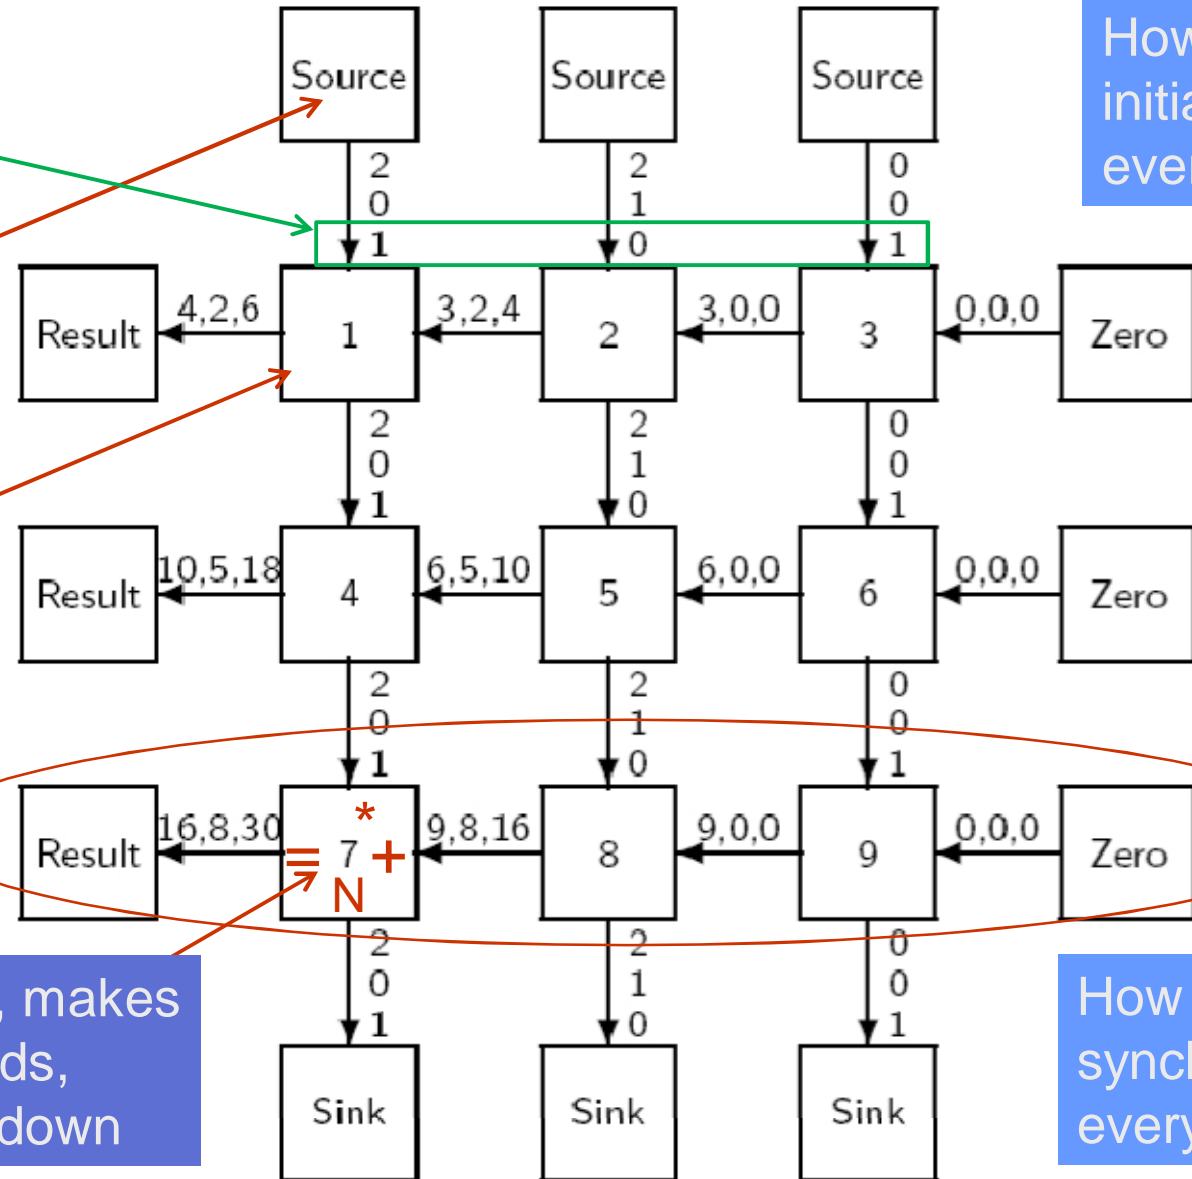 Source Source Source
How
initia
ever
2 2 0
0 1 0
1 0 1
4,2,6 3,2,4 3,0,0 0,0,0
Result 1 2 3 Zero
2 2 0
0 1 0
1 0 1
10,5,18 6,5,10 6,0,0 0,0,0
Result 4 5 6 Zero
2 2 0
0 1 0
1 0 1
*
16,8,30 9,8,16 9,0,0 0,0,0
Result = 7 + 8 9 Zero
N
2 2 0
0 1 0
1 0 1
, makes
ds,
down
How
syncl
every
Sink Sink Sink